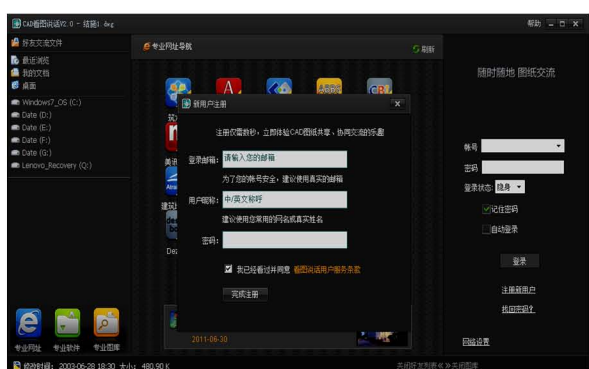 CAD看图说话V2.0 - 结施1.dwg
帮助
好友交流文件
专业网址导航
刷新
最近浏览
我的文档
桌面
Windows7_OS (C:)
Date (D:)
Date (E:)
Date (F:)
Date (G:)
Lenovo_Recovery (Q:)
随时随地 图纸交流
新用户注册
注册仅需数秒，立即体验CAD图纸共享、协同交流的乐趣
登录邮箱:
请输入您的邮箱
为了您的帐号安全，建议使用真实的邮箱
用户昵称:
中/英文称呼
建议使用您常用的网名或真实姓名
密码:
我已经看过并同意 看图说话用户服务条款
完成注册
帐号
密码
登录状态: 隐身
记住密码
自动登录
登录
注册新用户
找回密码?
网络设置
2011-06-30
专业网址
专业软件
专业图库
修改时间: 2003-06-28 18:30 大小: 480.90 K